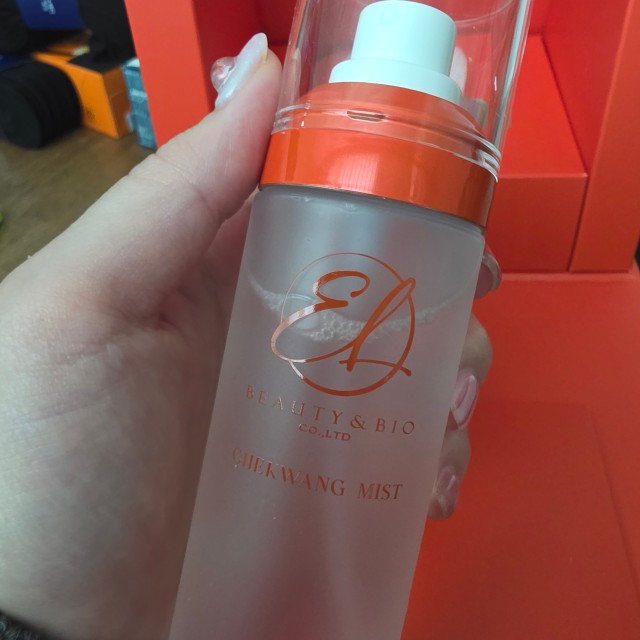 EL
BEAUTY & BIO
CO.,LTD
CHEKWANG MIST